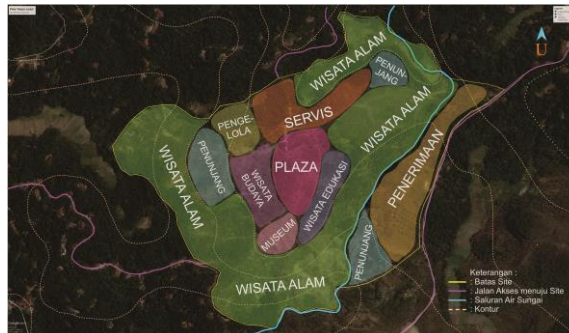 U
WISATA ALAM
PENUN-
JANG
SERVIS
PENGE-
LOLA
WISATA ALAM
PENERIMAAN
PENUNJANG
WISATA ALAM
PLAZA
WISATA
BUDAYA
WISATA EDUKASI
MUSEUM
PENUNJANG
WISATA ALAM
Keterangan :
: Batas Site
: Jalan Akses menuju Site
: Saluran Air Sungai
: Kontur